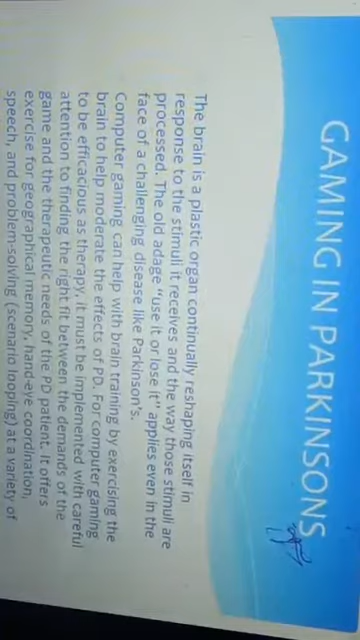 GAMING IN PARKINSONS
The brain is a plastic organ continually reshaping itself in
response to the stimuli it receives and the way those stimuli are
processed. The old adage "use it or lose it" applies even in the
face of a challenging disease like Parkinson's.
Computer gaming can help with brain training by exercising the
brain to help moderate the effects of PD. For computer gaming
to be efficacious as therapy, it must be implemented with careful
attention to finding the right fit between the demands of the
game and the therapeutic needs of the PD patient. It offers
exercise for geographical memory, hand-eye coordination,
speech, and problem-solving (scenario looping) at a variety of